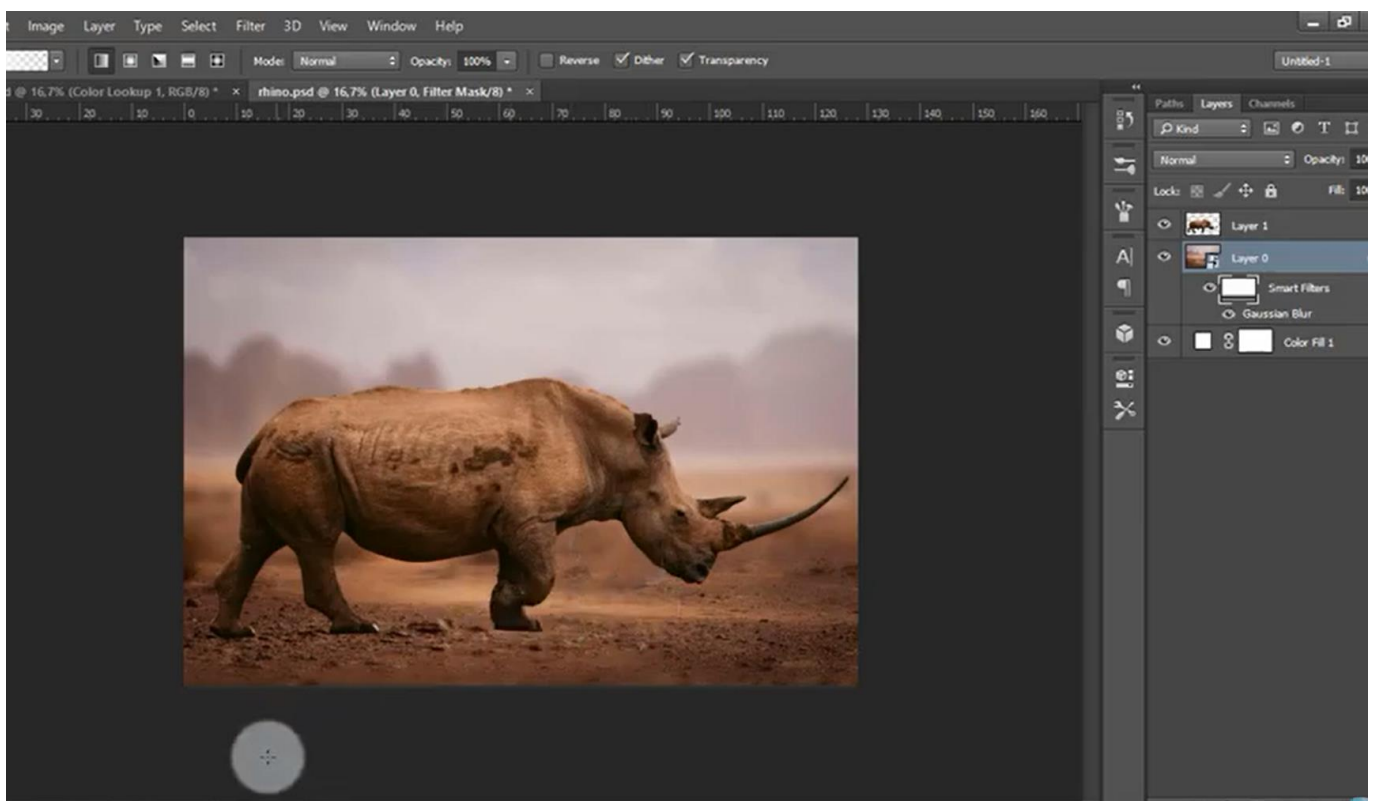 Image Layer Type Select Filter 3D View Window Help
Mode: Normal Opacity: 100% Reverse Dither Transparency Untitled-1
d @ 16,7% (Color Lookup 1, RGB/8) * × rhino.psd @ 16,7% (Layer 0, Filter Mask/8) * ×
30 20 10 0 10 20 30 40 50 60 70 80 90 100 110 120 130 140 150 160
Paths Layers Channels
Kind T
Normal Opacity: 10
Lock: Fill: 10
Layer 1
A
Layer 0
Smart Filters
Gaussian Blur
Color Fill 1